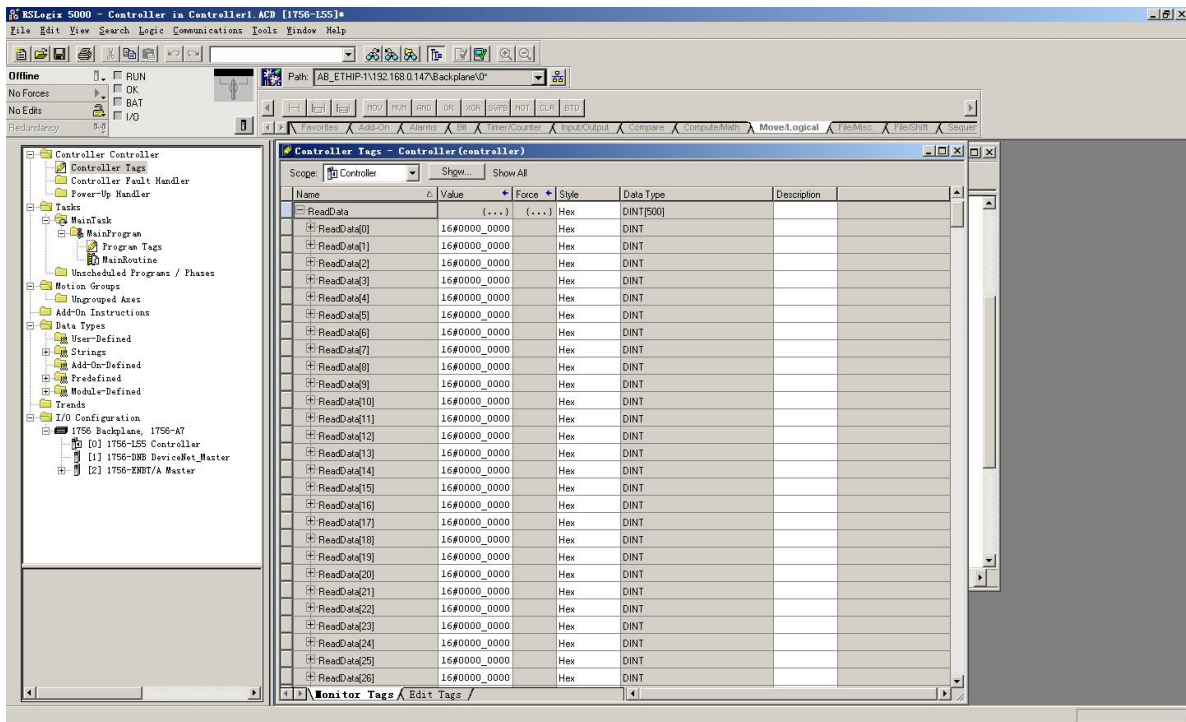 RSLogix 5000 - Controller in Controller1.ACD [1756-L55]*
File Edit View Search Logic Communications Tools Window Help
Offline
RUN
No Forces
OK
No Edits
BAT
Redundancy
I/O
Path: AB_ETHIP-1\192.168.0.147\Backplane\0*
MOV MVM AND OR XOR SWPB NOT CLR BTD
Favorites Add-On Alarms Bit Timer/Counter Input/Output Compare Compute/Math Move/Logical File/Misc. File/Shift Sequer
Controller Controller
Controller Tags
Controller Fault Handler
Power-Up Handler
Tasks
MainTask
MainProgram
Program Tags
MainRoutine
Unscheduled Programs / Phases
Motion Groups
Ungrouped Axes
Add-On Instructions
Data Types
User-Defined
Strings
Add-On-Defined
Predefined
Module-Defined
Trends
I/O Configuration
1756 Backplane, 1756-A7
[0] 1756-L55 Controller
[1] 1756-DNB DeviceNet_Master
[2] 1756-ENBT/A Master
Controller Tags - Controller(controller)
Scope: Controller Show... Show All
Name Value Force Style Data Type Description
ReadData {...} {...} Hex DINT[500]
ReadData[0] 16#0000_0000 Hex DINT
ReadData[1] 16#0000_0000 Hex DINT
ReadData[2] 16#0000_0000 Hex DINT
ReadData[3] 16#0000_0000 Hex DINT
ReadData[4] 16#0000_0000 Hex DINT
ReadData[5] 16#0000_0000 Hex DINT
ReadData[6] 16#0000_0000 Hex DINT
ReadData[7] 16#0000_0000 Hex DINT
ReadData[8] 16#0000_0000 Hex DINT
ReadData[9] 16#0000_0000 Hex DINT
ReadData[10] 16#0000_0000 Hex DINT
ReadData[11] 16#0000_0000 Hex DINT
ReadData[12] 16#0000_0000 Hex DINT
ReadData[13] 16#0000_0000 Hex DINT
ReadData[14] 16#0000_0000 Hex DINT
ReadData[15] 16#0000_0000 Hex DINT
ReadData[16] 16#0000_0000 Hex DINT
ReadData[17] 16#0000_0000 Hex DINT
ReadData[18] 16#0000_0000 Hex DINT
ReadData[19] 16#0000_0000 Hex DINT
ReadData[20] 16#0000_0000 Hex DINT
ReadData[21] 16#0000_0000 Hex DINT
ReadData[22] 16#0000_0000 Hex DINT
ReadData[23] 16#0000_0000 Hex DINT
ReadData[24] 16#0000_0000 Hex DINT
ReadData[25] 16#0000_0000 Hex DINT
ReadData[26] 16#0000_0000 Hex DINT
Monitor Tags Edit Tags